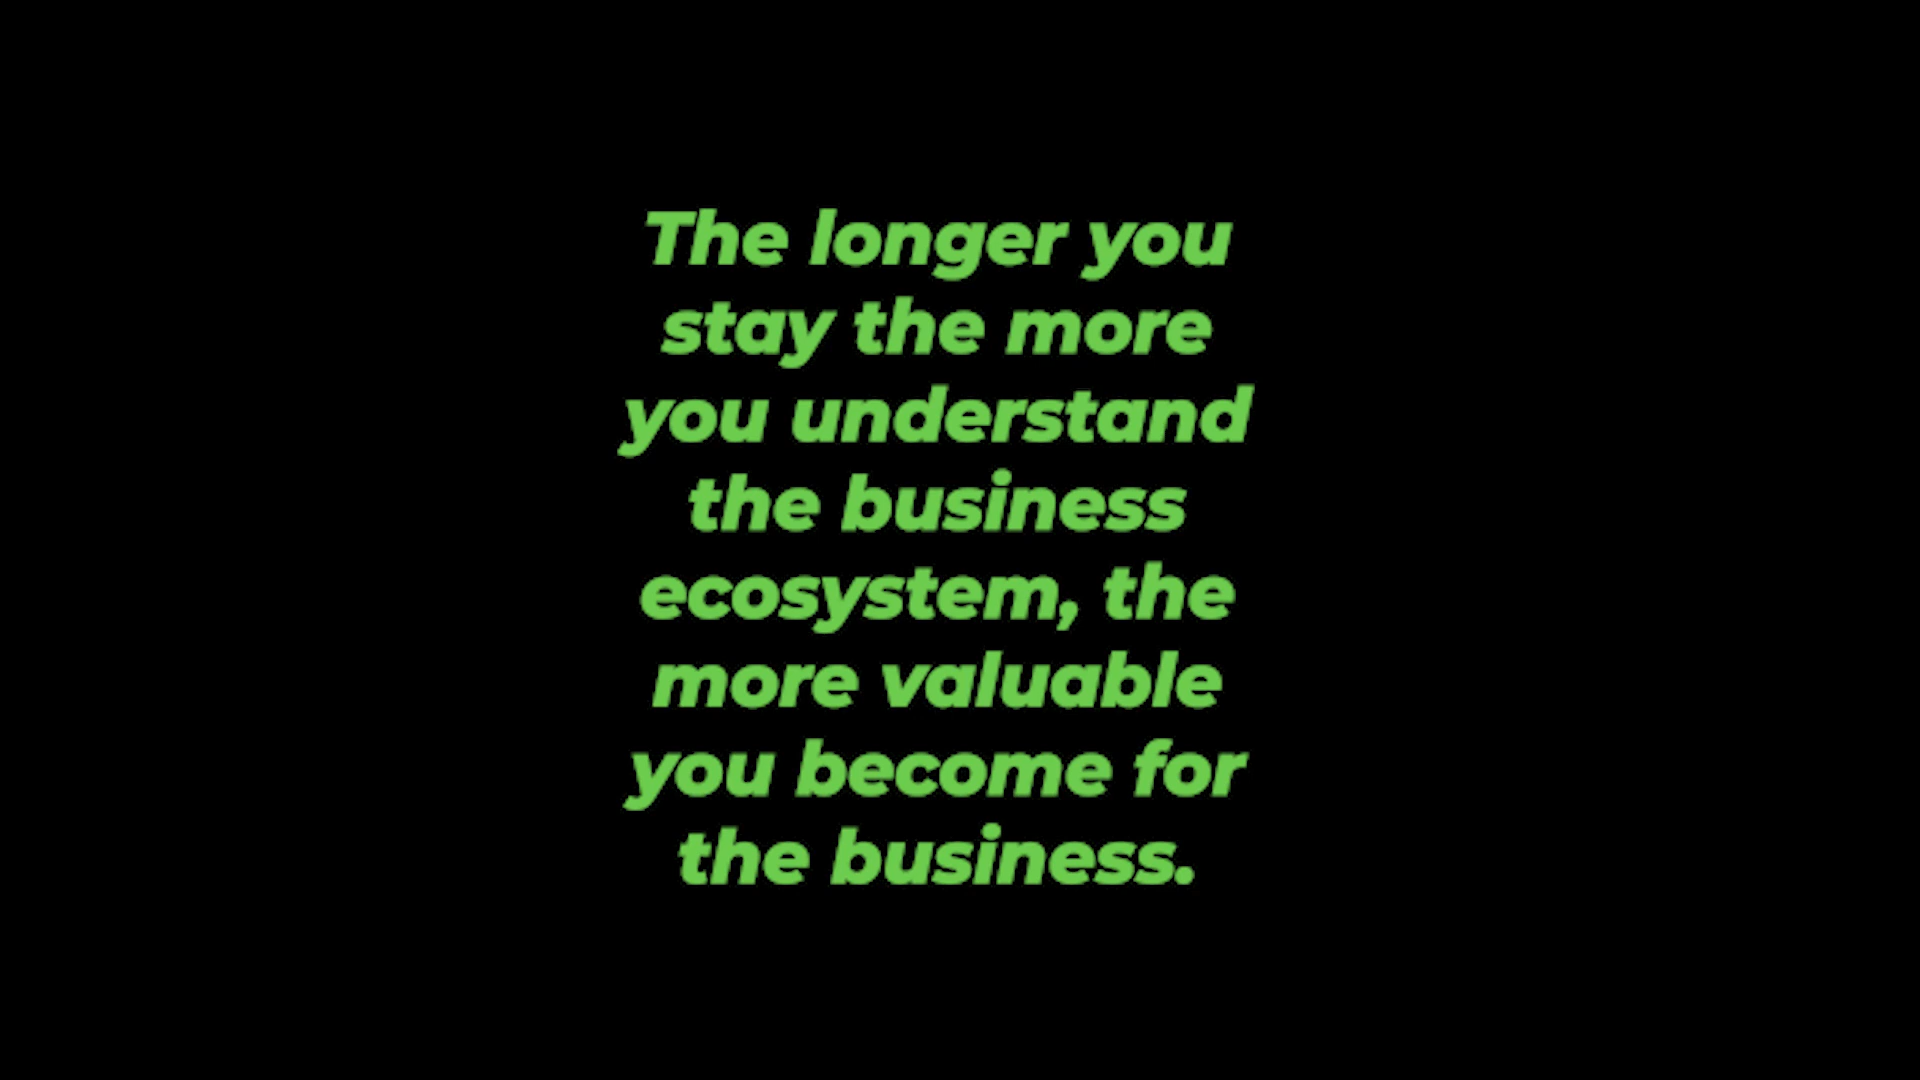 The longer you
stay the more
you understand
the business
ecosystem, the
more valuable
you become for
the business.